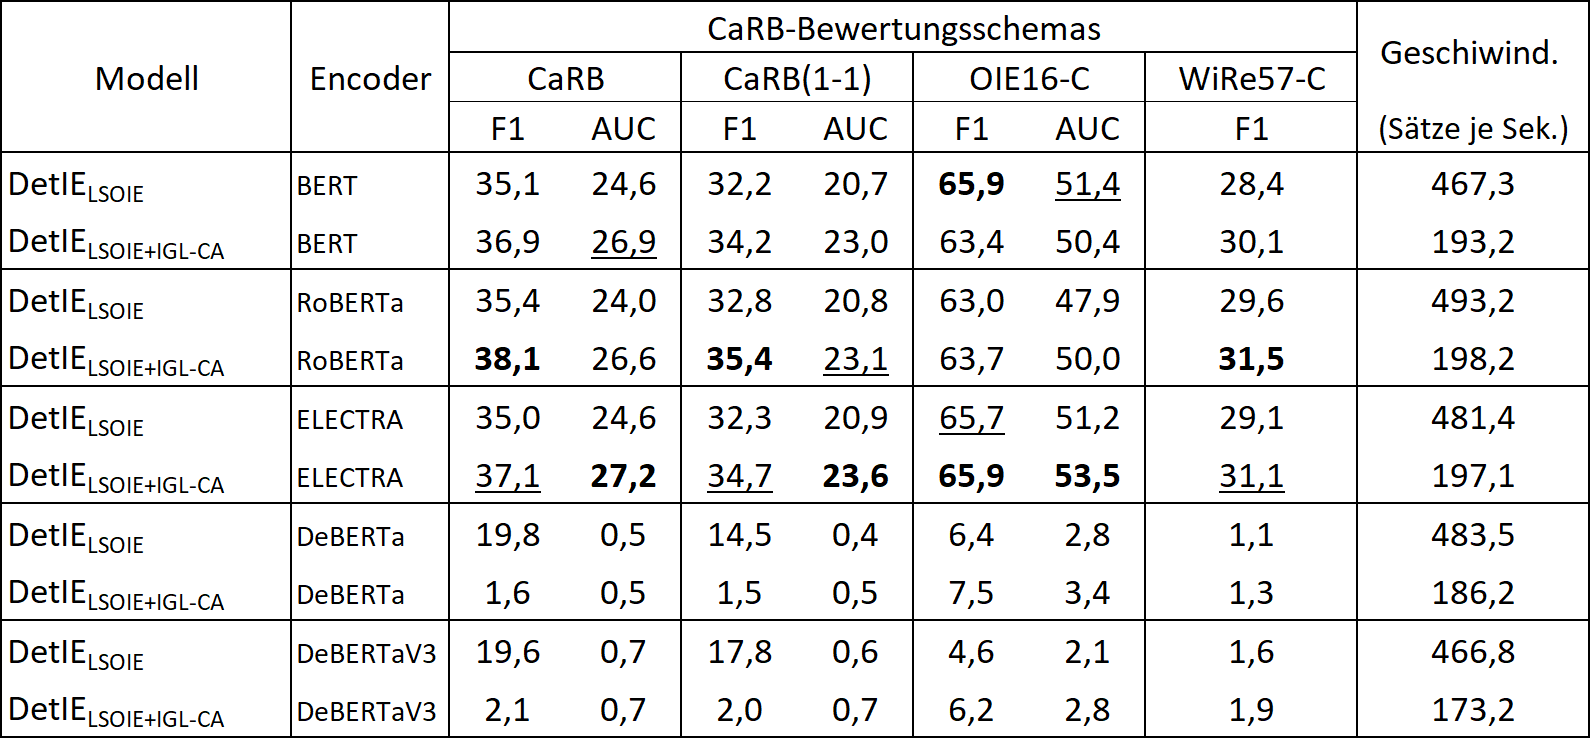 CaRB-Bewertungsschemas
Modell Encoder CaRB CaRB(1-1) OIE16-C WiRe57-C Geschiwind.
F1 AUC F1 AUC F1 AUC F1 (Sätze je Sek.)
DetIE LSOIE BERT 35,1 24,6 32,2 20,7 65,9 51,4 28,4 467,3
DetIE LSOIE+IGL-CA BERT 36,9 26,9 34,2 23,0 63,4 50,4 30,1 193,2
DetIE LSOIE RoBERTa 35,4 24,0 32,8 20,8 63,0 47,9 29,6 493,2
DetIE LSOIE+IGL-CA RoBERTa 38,1 26,6 35,4 23,1 63,7 50,0 31,5 198,2
DetIE LSOIE ELECTRA 35,0 24,6 32,3 20,9 65,7 51,2 29,1 481,4
DetIE LSOIE+IGL-CA ELECTRA 37,1 27,2 34,7 23,6 65,9 53,5 31,1 197,1
DetIE LSOIE DeBERTa 19,8 0,5 14,5 0,4 6,4 2,8 1,1 483,5
DetIE LSOIE+IGL-CA DeBERTa 1,6 0,5 1,5 0,5 7,5 3,4 1,3 186,2
DetIE LSOIE DeBERTaV3 19,6 0,7 17,8 0,6 4,6 2,1 1,6 466,8
DetIE LSOIE+IGL-CA DeBERTaV3 2,1 0,7 2,0 0,7 6,2 2,8 1,9 173,2